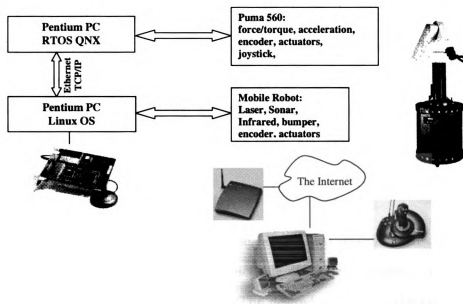 Pentium PC
RTOS QNX
Puma 560:
force/torque, acceleration,
encoder, actuators,
joystick,
Ethernet
TCP/IP
Pentium PC
Linux OS
Mobile Robot:
Laser, Sonar,
Infrared, bumper,
encoder, actuators
The Internet